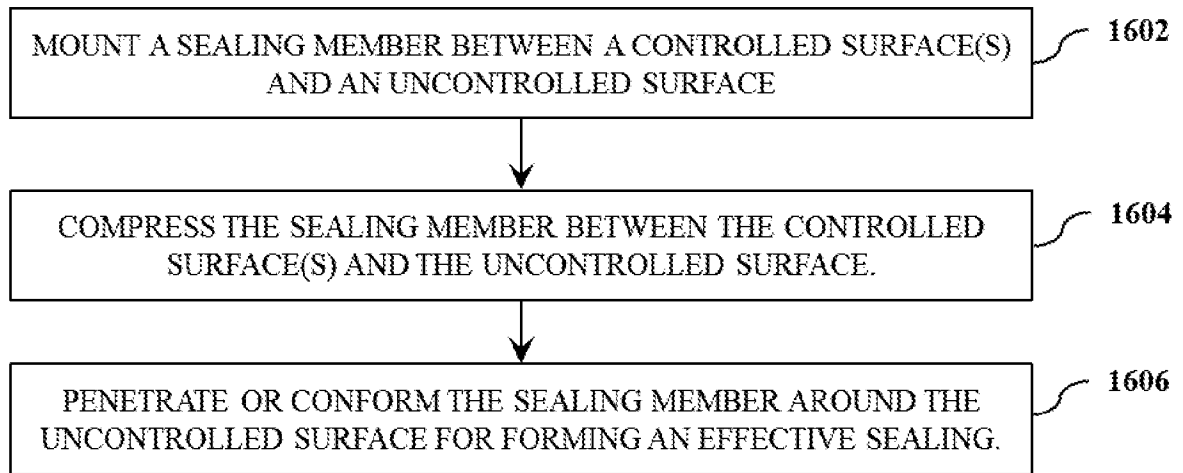 MOUNT A SEALING MEMBER BETWEEN A CONTROLLED SURFACE(S)
AND AN UNCONTROLLED SURFACE
1602
COMPRESS THE SEALING MEMBER BETWEEN THE CONTROLLED
SURFACE(S) AND THE UNCONTROLLED SURFACE.
1604
PENETRATE OR CONFORM THE SEALING MEMBER AROUND THE
UNCONTROLLED SURFACE FOR FORMING AN EFFECTIVE SEALING.
1606